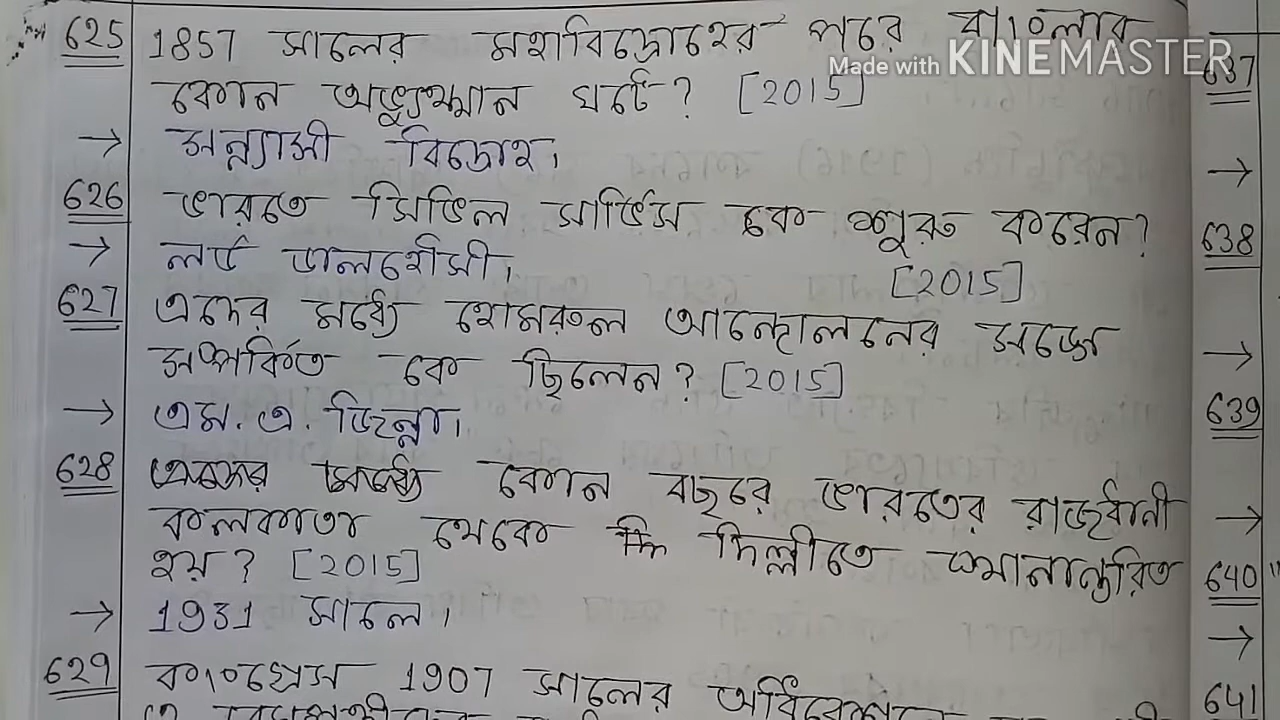 625 1857 সালের মহাবিদ্রোহের পরে বাংলার
Made with KINEMASTER
637
কোন অভ্যুত্থান ঘটে? [2015]
→ সন্ন্যাসী বিদ্রোহ।
→
626 ভারতে সিভিল সার্ভিস কে শুরু করেন?
638
→ লর্ড ডালহৌসী।
[2015]
627 এদের মধ্যে হোমরুল আন্দোলনের সঙ্গে
→
সম্পর্কিত কে ছিলেন? [2015]
→ এম. এ. জিন্না।
639
628 এদের মধ্যে কোন বছরে ভারতের রাজধানী
→
কলকাতা থেকে দিল্লীতে স্থানান্তরিত
640
হয়? [2015]
→ 1931 সালে।
→
629 কংগ্রেস 1907 সালের অধিবেশনে
641